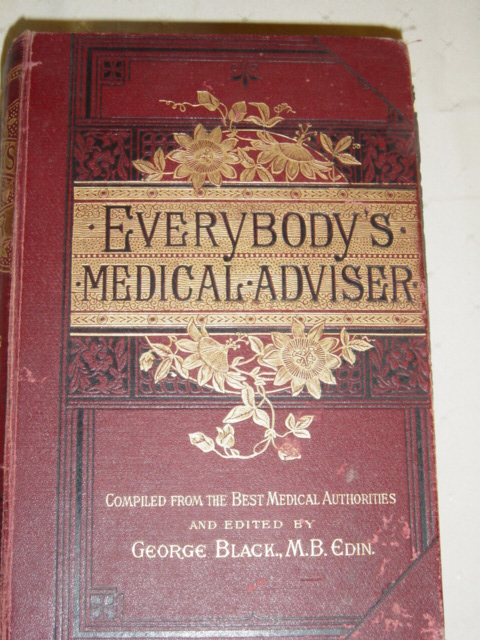 EVERYBODY'S
MEDICAL·ADVISER
COMPILED FROM THE BEST MEDICAL AUTHORITIES
AND EDITED BY
GEORGE BLACK., M.B. EDIN.